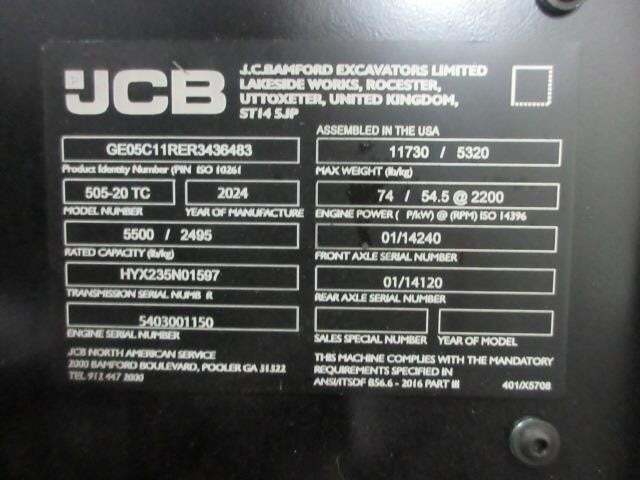 JCB
J.C.BAMFORD EXCAVATORS LIMITED
LAKESIDE WORKS, ROCESTER,
UTTOXETER, UNITED KINGDOM,
ST14 5JP
GE05C11RER3436483
Product Identity Number (PIN ISO 10261
505-20 TC
2024
MODEL NUMBER
YEAR OF MANUFACTURE
5500 / 2495
RATED CAPACITY (lb/kg)
HYX235N01597
TRANSMISSION SERIAL NUMB R
5403001150
ENGINE SERIAL NUMBER
JCB NORTH AMERICAN SERVICE
2000 BAMFORD BOULEVARD, POOLER GA 31322
TEL 912 447 2000
ASSEMBLED IN THE USA
11730 / 5320
MAX WEIGHT (lb/kg)
74 / 54.5 @ 2200
ENGINE POWER ( P/kW) @ (RPM) ISO 14396
01/14240
FRONT AXLE SERIAL NUMBER
01/14120
REAR AXLE SERIAL NUMBER
SALES SPECIAL NUMBER
YEAR OF MODEL
THIS MACHINE COMPLIES WITH THE MANDATORY
REQUIREMENTS SPECIFIED IN
ANSI/ITSDF B56.6 - 2016 PART III
401/X5708